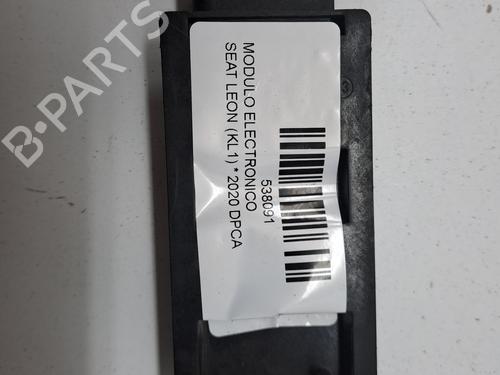 B-PARTS
538091
MODULO ELECTRONICO
SEAT LEON (KL1) * 2020 DPCA